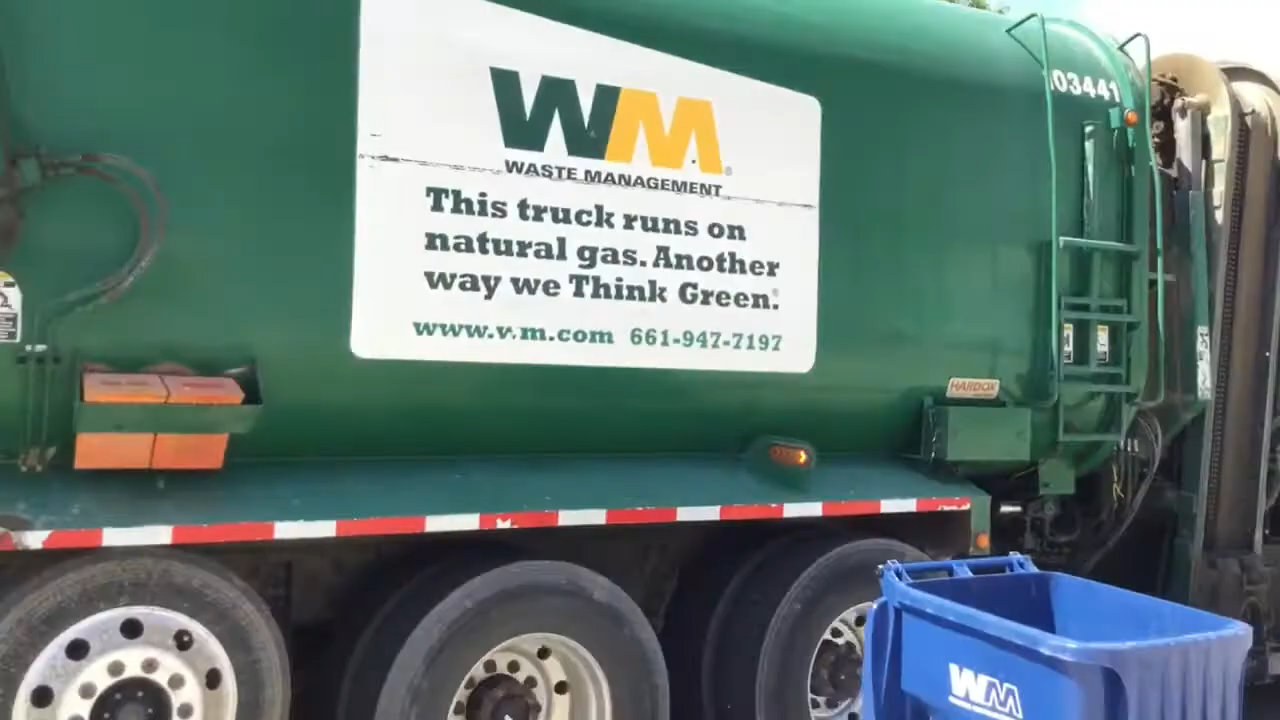 103441
WM
WASTE MANAGEMENT
This truck runs on
natural gas. Another
way we Think Green.®
www.wm.com 661-947-7197
HARDOX
WM